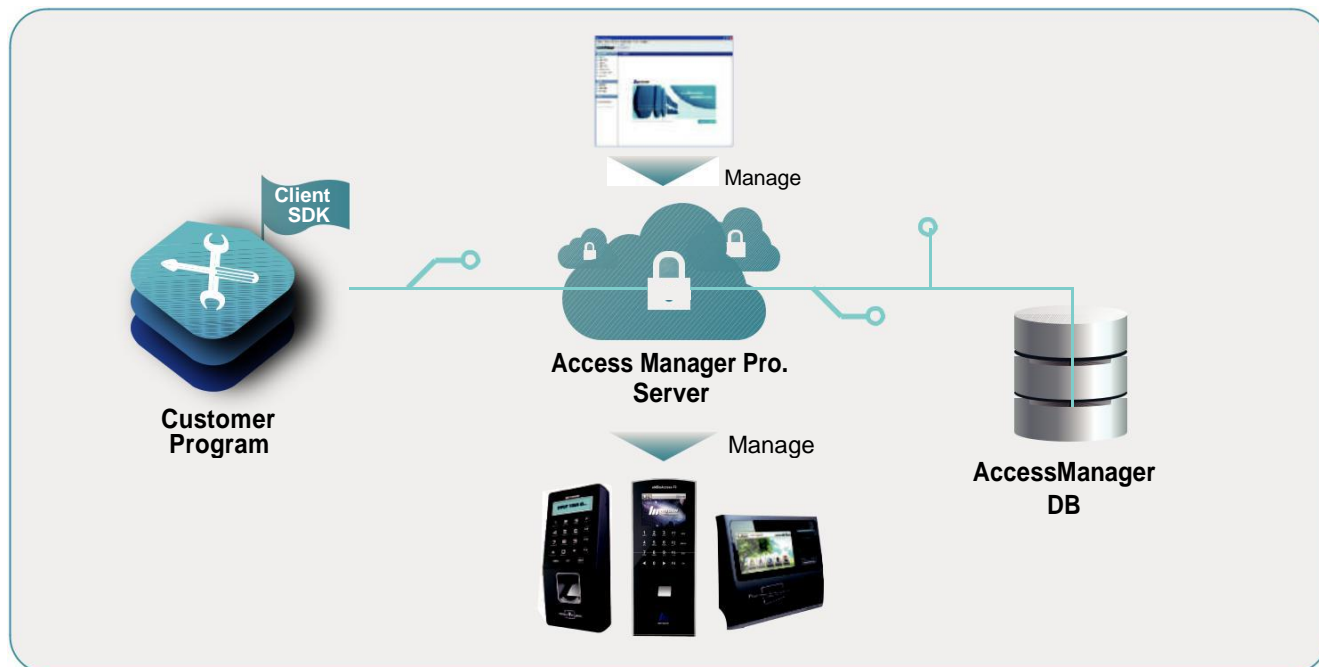 Manage
Client
SDK
Access Manager Pro.
Server
Customer
Program
Manage
AccessManager
DB